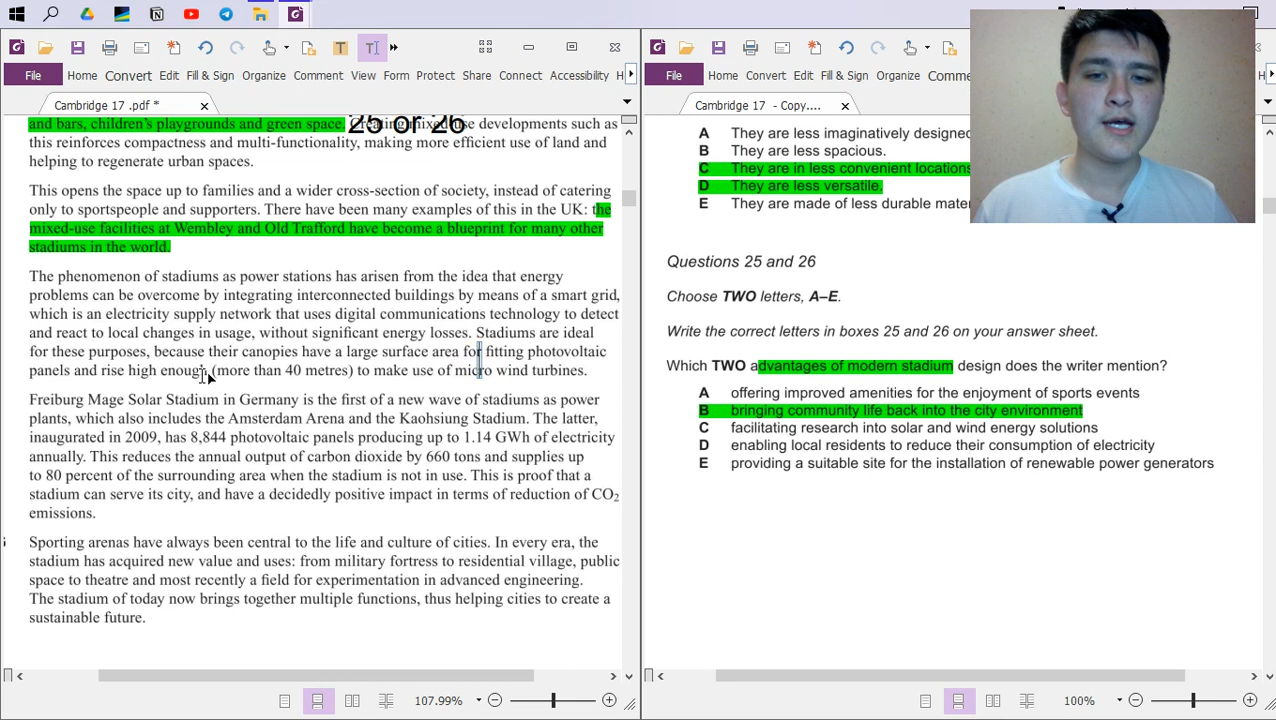 File Home Convert Edit Fill & Sign Organize Comment View Form Protect Share Connect Accessibility H
Cambridge 17 .pdf *
25 or 26
and bars, children's playgrounds and green space. Creating mixed-use developments such as
this reinforces compactness and multi-functionality, making more efficient use of land and
helping to regenerate urban spaces.
This opens the space up to families and a wider cross-section of society, instead of catering
only to sportspeople and supporters. There have been many examples of this in the UK: the
mixed-use facilities at Wembley and Old Trafford have become a blueprint for many other
stadiums in the world.
The phenomenon of stadiums as power stations has arisen from the idea that energy
problems can be overcome by integrating interconnected buildings by means of a smart grid,
which is an electricity supply network that uses digital communications technology to detect
and react to local changes in usage, without significant energy losses. Stadiums are ideal
for these purposes, because their canopies have a large surface area for fitting photovoltaic
panels and rise high enough (more than 40 metres) to make use of micro wind turbines.
Freiburg Mage Solar Stadium in Germany is the first of a new wave of stadiums as power
plants, which also includes the Amsterdam Arena and the Kaohsiung Stadium. The latter,
inaugurated in 2009, has 8,844 photovoltaic panels producing up to 1.14 GWh of electricity
annually. This reduces the annual output of carbon dioxide by 660 tons and supplies up
to 80 percent of the surrounding area when the stadium is not in use. This is proof that a
stadium can serve its city, and have a decidedly positive impact in terms of reduction of CO₂
emissions.
Sporting arenas have always been central to the life and culture of cities. In every era, the
stadium has acquired new value and uses: from military fortress to residential village, public
space to theatre and most recently a field for experimentation in advanced engineering.
The stadium of today now brings together multiple functions, thus helping cities to create a
sustainable future.
107.99%
File Home Convert Edit Fill & Sign Organize Comme
Cambridge 17 - Copy....
A They are less imaginatively designed
B They are less spacious.
C They are in less convenient locations
D They are less versatile.
E They are made of less durable mater
Questions 25 and 26
Choose TWO letters, A–E.
Write the correct letters in boxes 25 and 26 on your answer sheet.
Which TWO advantages of modern stadium design does the writer mention?
A offering improved amenities for the enjoyment of sports events
B bringing community life back into the city environment
C facilitating research into solar and wind energy solutions
D enabling local residents to reduce their consumption of electricity
E providing a suitable site for the installation of renewable power generators
100%